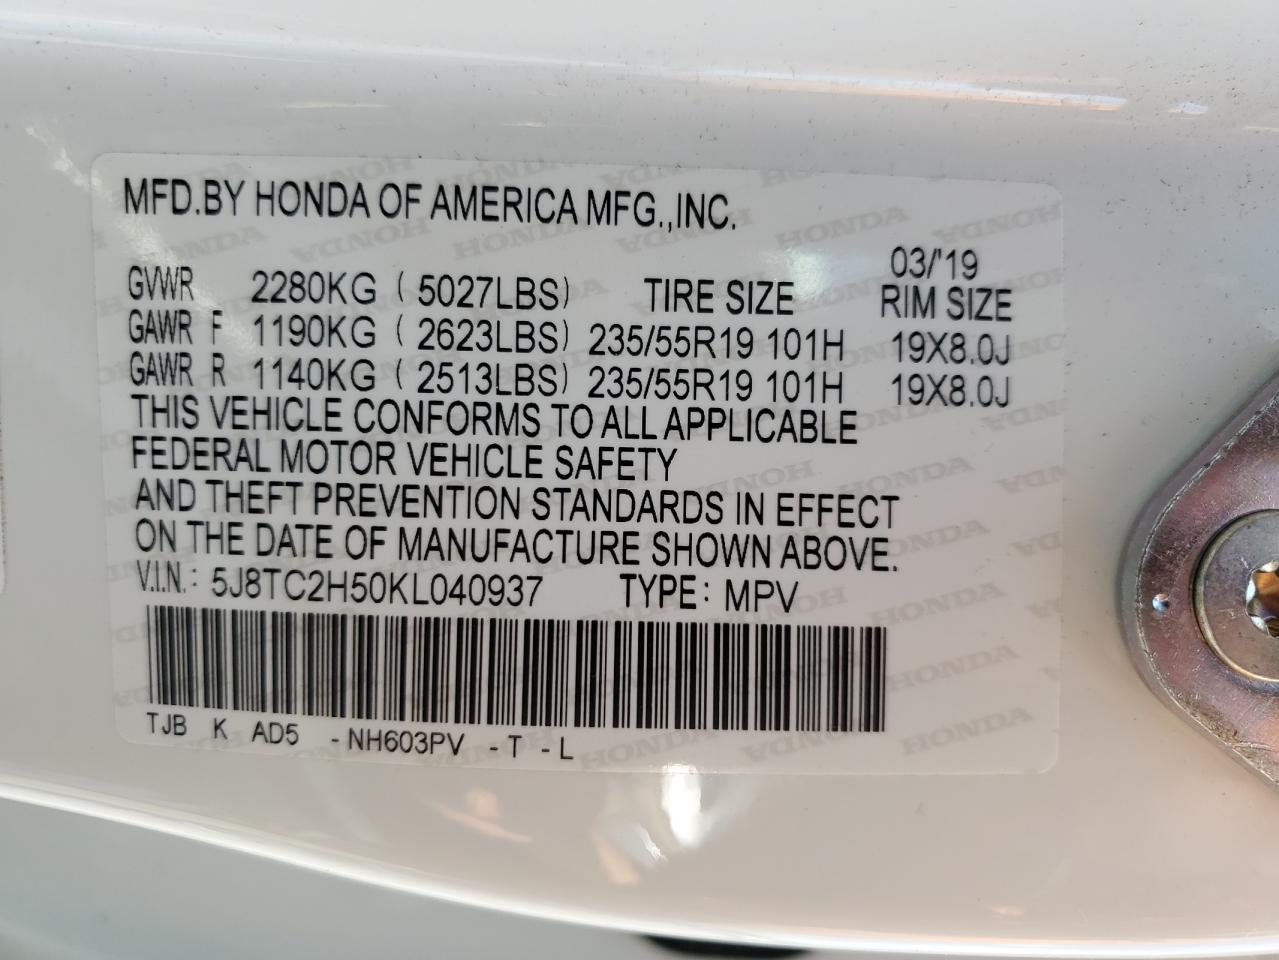 MFD.BY HONDA OF AMERICA MFG.,INC.
03/'19
GVWR 2280KG ( 5027LBS) TIRE SIZE RIM SIZE
GAWR F 1190KG ( 2623LBS) 235/55R19 101H 19X8.0J
GAWR R 1140KG ( 2513LBS) 235/55R19 101H 19X8.0J
THIS VEHICLE CONFORMS TO ALL APPLICABLE
FEDERAL MOTOR VEHICLE SAFETY
AND THEFT PREVENTION STANDARDS IN EFFECT
ON THE DATE OF MANUFACTURE SHOWN ABOVE.
V.I.N.: 5J8TC2H50KL040937 TYPE: MPV
TJB K AD5 -NH603PV -T -L